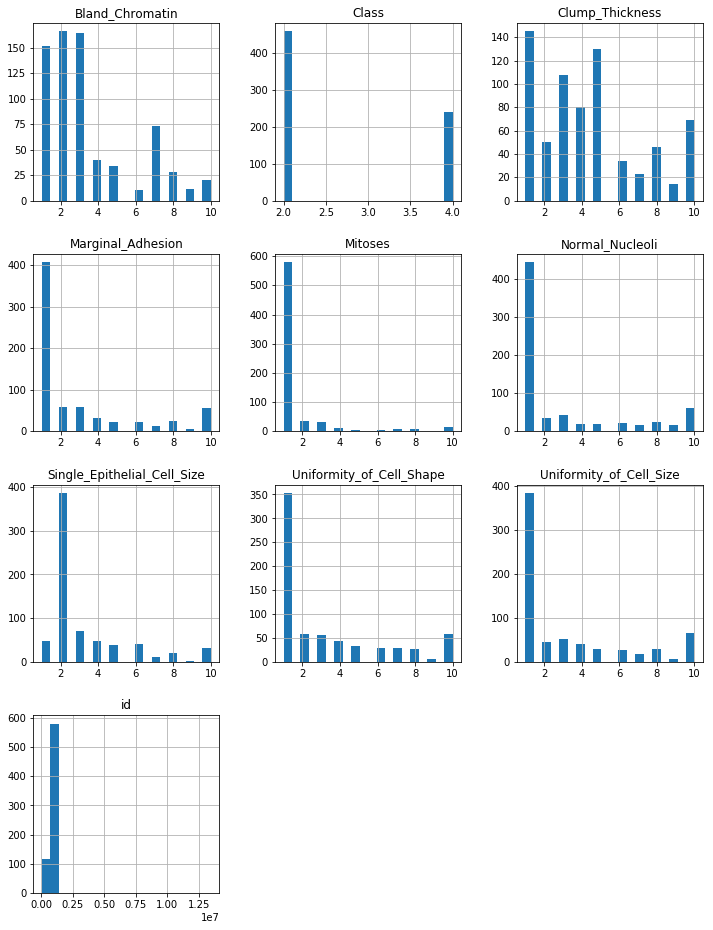 Bland_Chromatin Class Clump_Thickness
150 125 100 75 50 25 0
2 4 6 8 10
400 300 200 100 0
2.0 2.5 3.0 3.5 4.0
140 120 100 80 60 40 20 0
2 4 6 8 10
Marginal_Adhesion Mitoses Normal_Nucleoli
400 300 200 100 0
2 4 6 8 10
600 500 400 300 200 100 0
2 4 6 8 10
400 300 200 100 0
2 4 6 8 10
Single_Epithelial_Cell_Size Uniformity_of_Cell_Shape Uniformity_of_Cell_Size
400 300 200 100 0
2 4 6 8 10
350 300 250 200 150 100 50 0
2 4 6 8 10
400 300 200 100 0
2 4 6 8 10
id
600 500 400 300 200 100 0
0.00 0.25 0.50 0.75 1.00 1.25
1e7